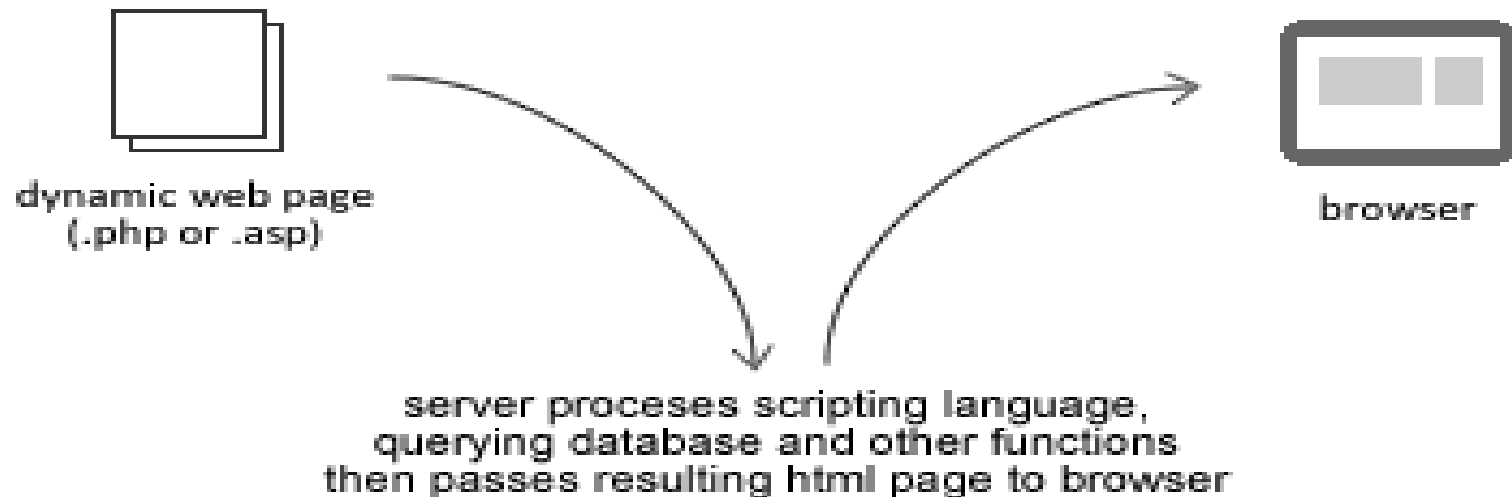 dynamic web page
(.php or .asp)
browser
server proceses scripting language,
querying database and other functions
then passes resulting html page to browser